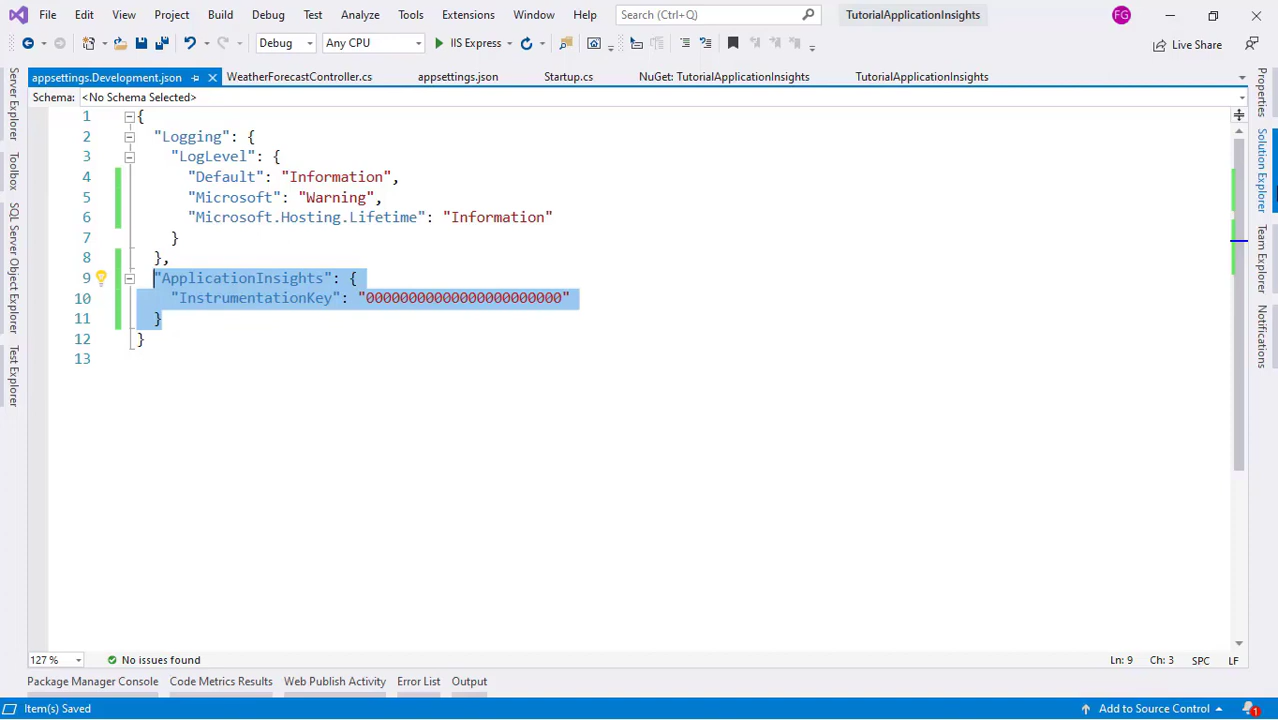 File Edit View Project Build Debug Test Analyze Tools Extensions Window Help Search (Ctrl+Q) TutorialApplicationInsights FG
Debug Any CPU IIS Express Live Share
appsettings.Development.json WeatherForecastController.cs appsettings.json Startup.cs NuGet: TutorialApplicationInsights TutorialApplicationInsights
Schema: <No Schema Selected>
1 {
2 "Logging": {
3 "LogLevel": {
4 "Default": "Information",
5 "Microsoft": "Warning",
6 "Microsoft.Hosting.Lifetime": "Information"
7 }
8 },
9 "ApplicationInsights": {
10 "InstrumentationKey": "00000000000000000000000"
11 }
12 }
13
Server Explorer
Toolbox
SQL Server Object Explorer
Test Explorer
Properties
Solution Explorer
Team Explorer
Notifications
127 % No issues found Ln: 9 Ch: 3 SPC LF
Package Manager Console Code Metrics Results Web Publish Activity Error List Output
Item(s) Saved Add to Source Control 1